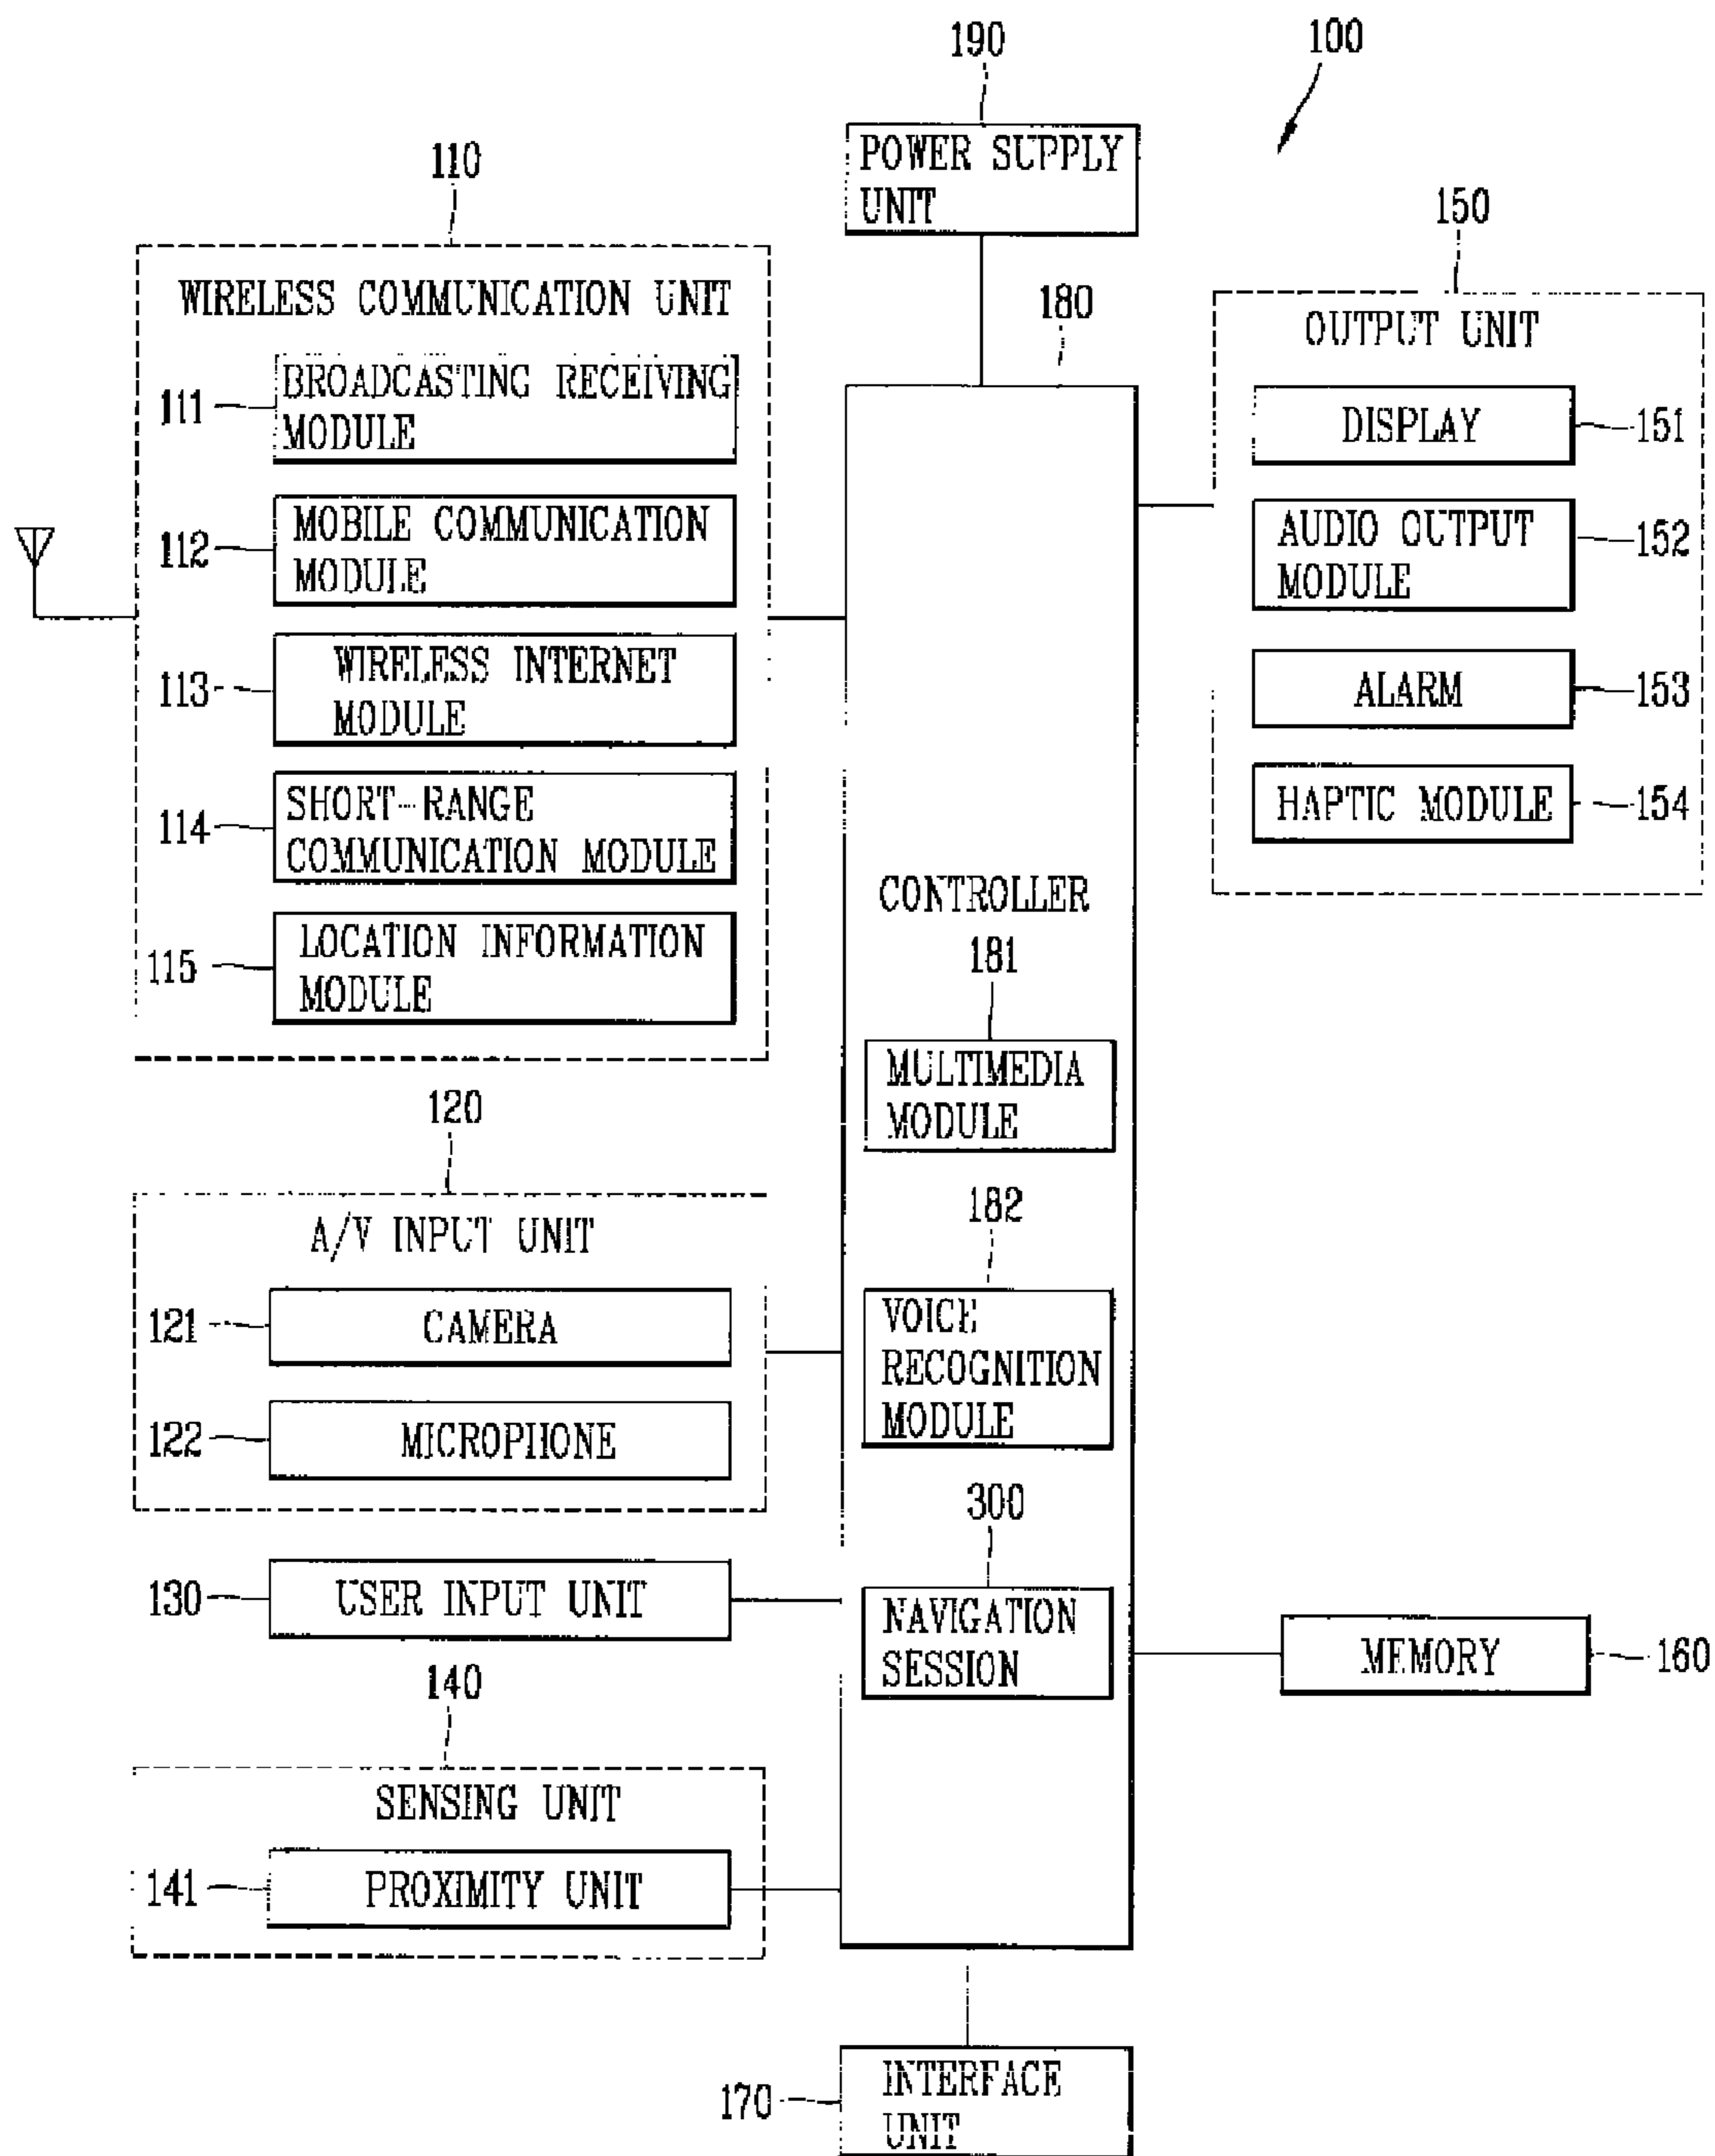 190
100
POWER SUPPLY
UNIT
110
150
WIRELESS COMMUNICATION UNIT
180
OUTPUT UNIT
111
BROADCASTING RECEIVING
MODULE
DISPLAY
151
112
MOBILE COMMUNICATION
MODULE
AUDIO OUTPUT
MODULE
152
113
WIRELESS INTERNET
MODULE
ALARM
153
114
SHORT-RANGE
COMMUNICATION MODULE
HAPTIC MODULE
154
115
LOCATION INFORMATION
MODULE
CONTROLLER
181
MULTIMEDIA
MODULE
120
A/V INPUT UNIT
182
121
CAMERA
VOICE
RECOGNITION
MODULE
122
MICROPHONE
300
130
USER INPUT UNIT
NAVIGATION
SESSION
MEMORY
160
140
SENSING UNIT
141
PROXIMITY UNIT
170
INTERFACE
UNIT